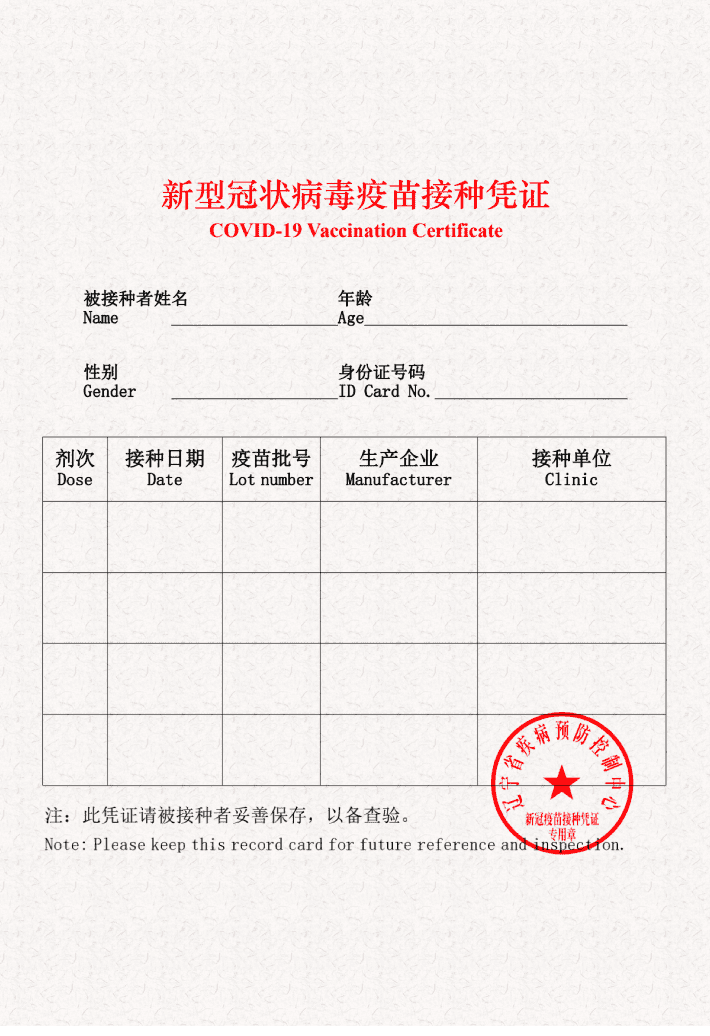 新型冠状病毒疫苗接种凭证
COVID-19 Vaccination Certificate
被接种者姓名 年龄
Name Age
性别 身份证号码
Gender ID Card No.
剂次 接种日期 疫苗批号 生产企业 接种单位
Dose Date Lot number Manufacturer Clinic
辽宁省疾病预防控制中心
新冠疫苗接种凭证
专用章
注：此凭证请被接种者妥善保存，以备查验。
Note: Please keep this record card for future reference and inspection.